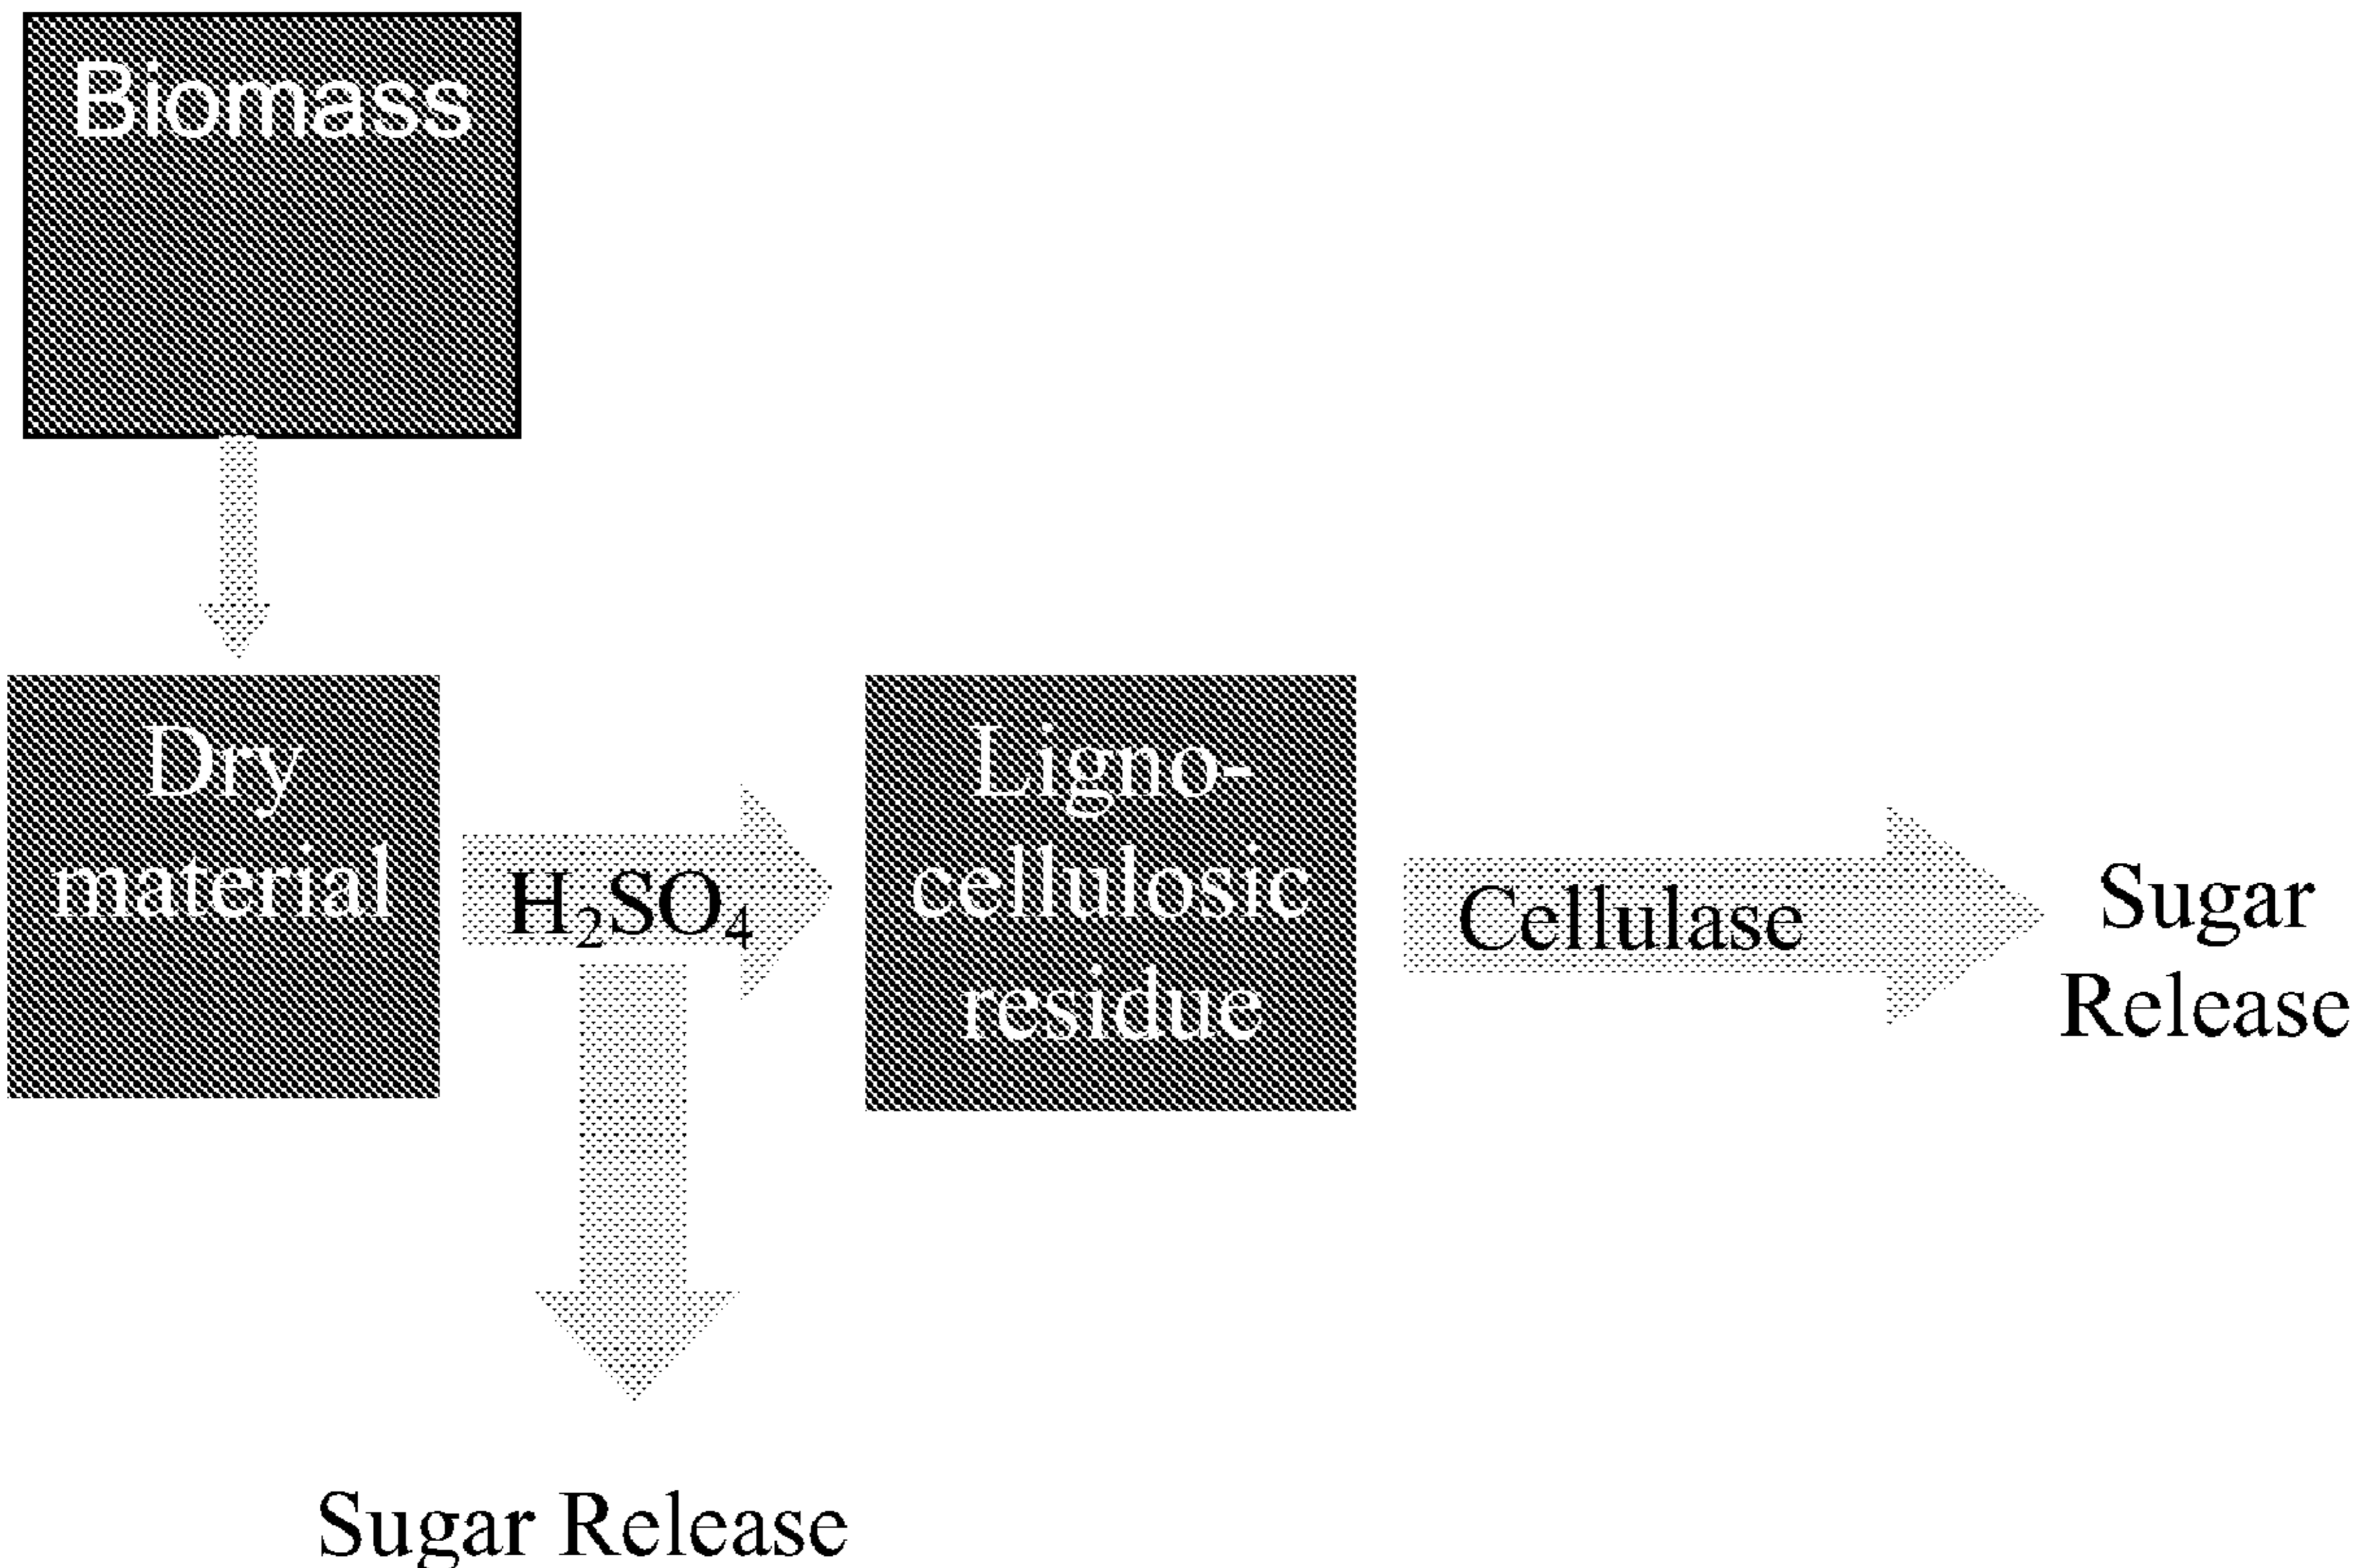 Biomass
Dry
material
H₂SO₄
Ligno-
cellulosic
residue
Cellulase
Sugar
Release
Sugar Release